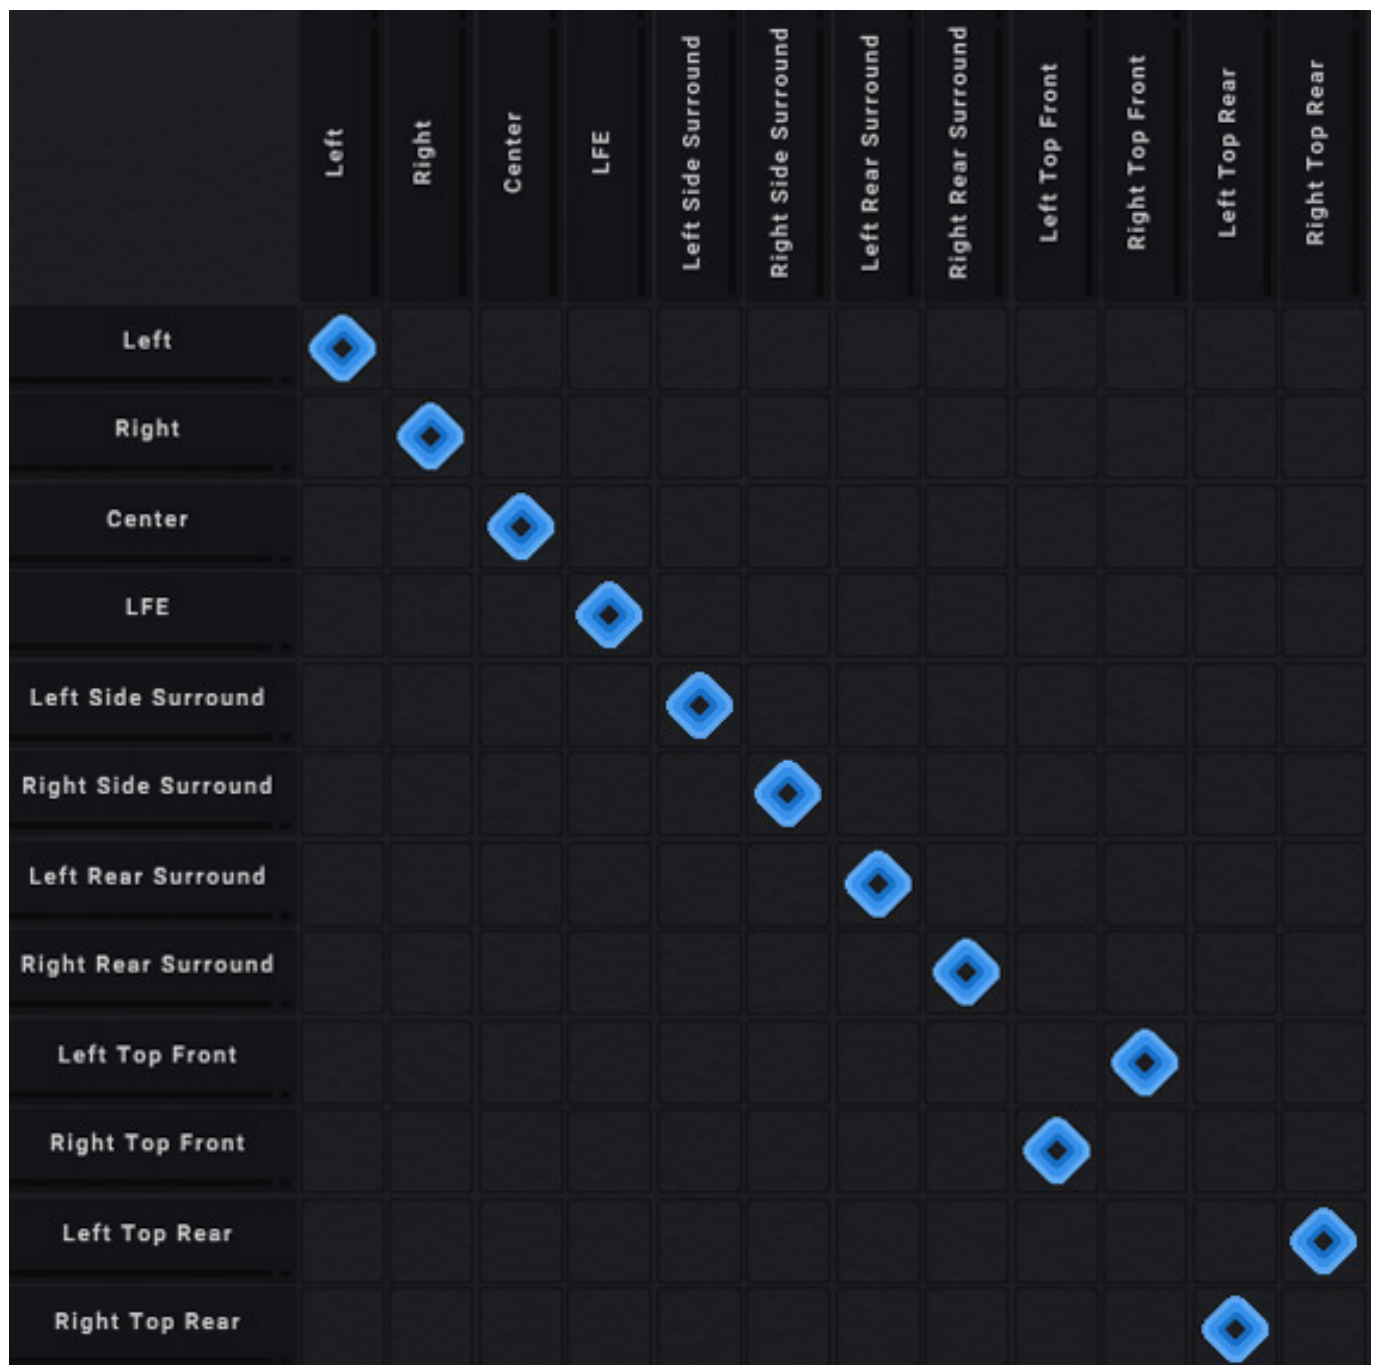 Left
Right
Center
LFE
Left Side Surround
Right Side Surround
Left Rear Surround
Right Rear Surround
Left Top Front
Right Top Front
Left Top Rear
Right Top Rear
Left
Right
Center
LFE
Left Side Surround
Right Side Surround
Left Rear Surround
Right Rear Surround
Left Top Front
Right Top Front
Left Top Rear
Right Top Rear